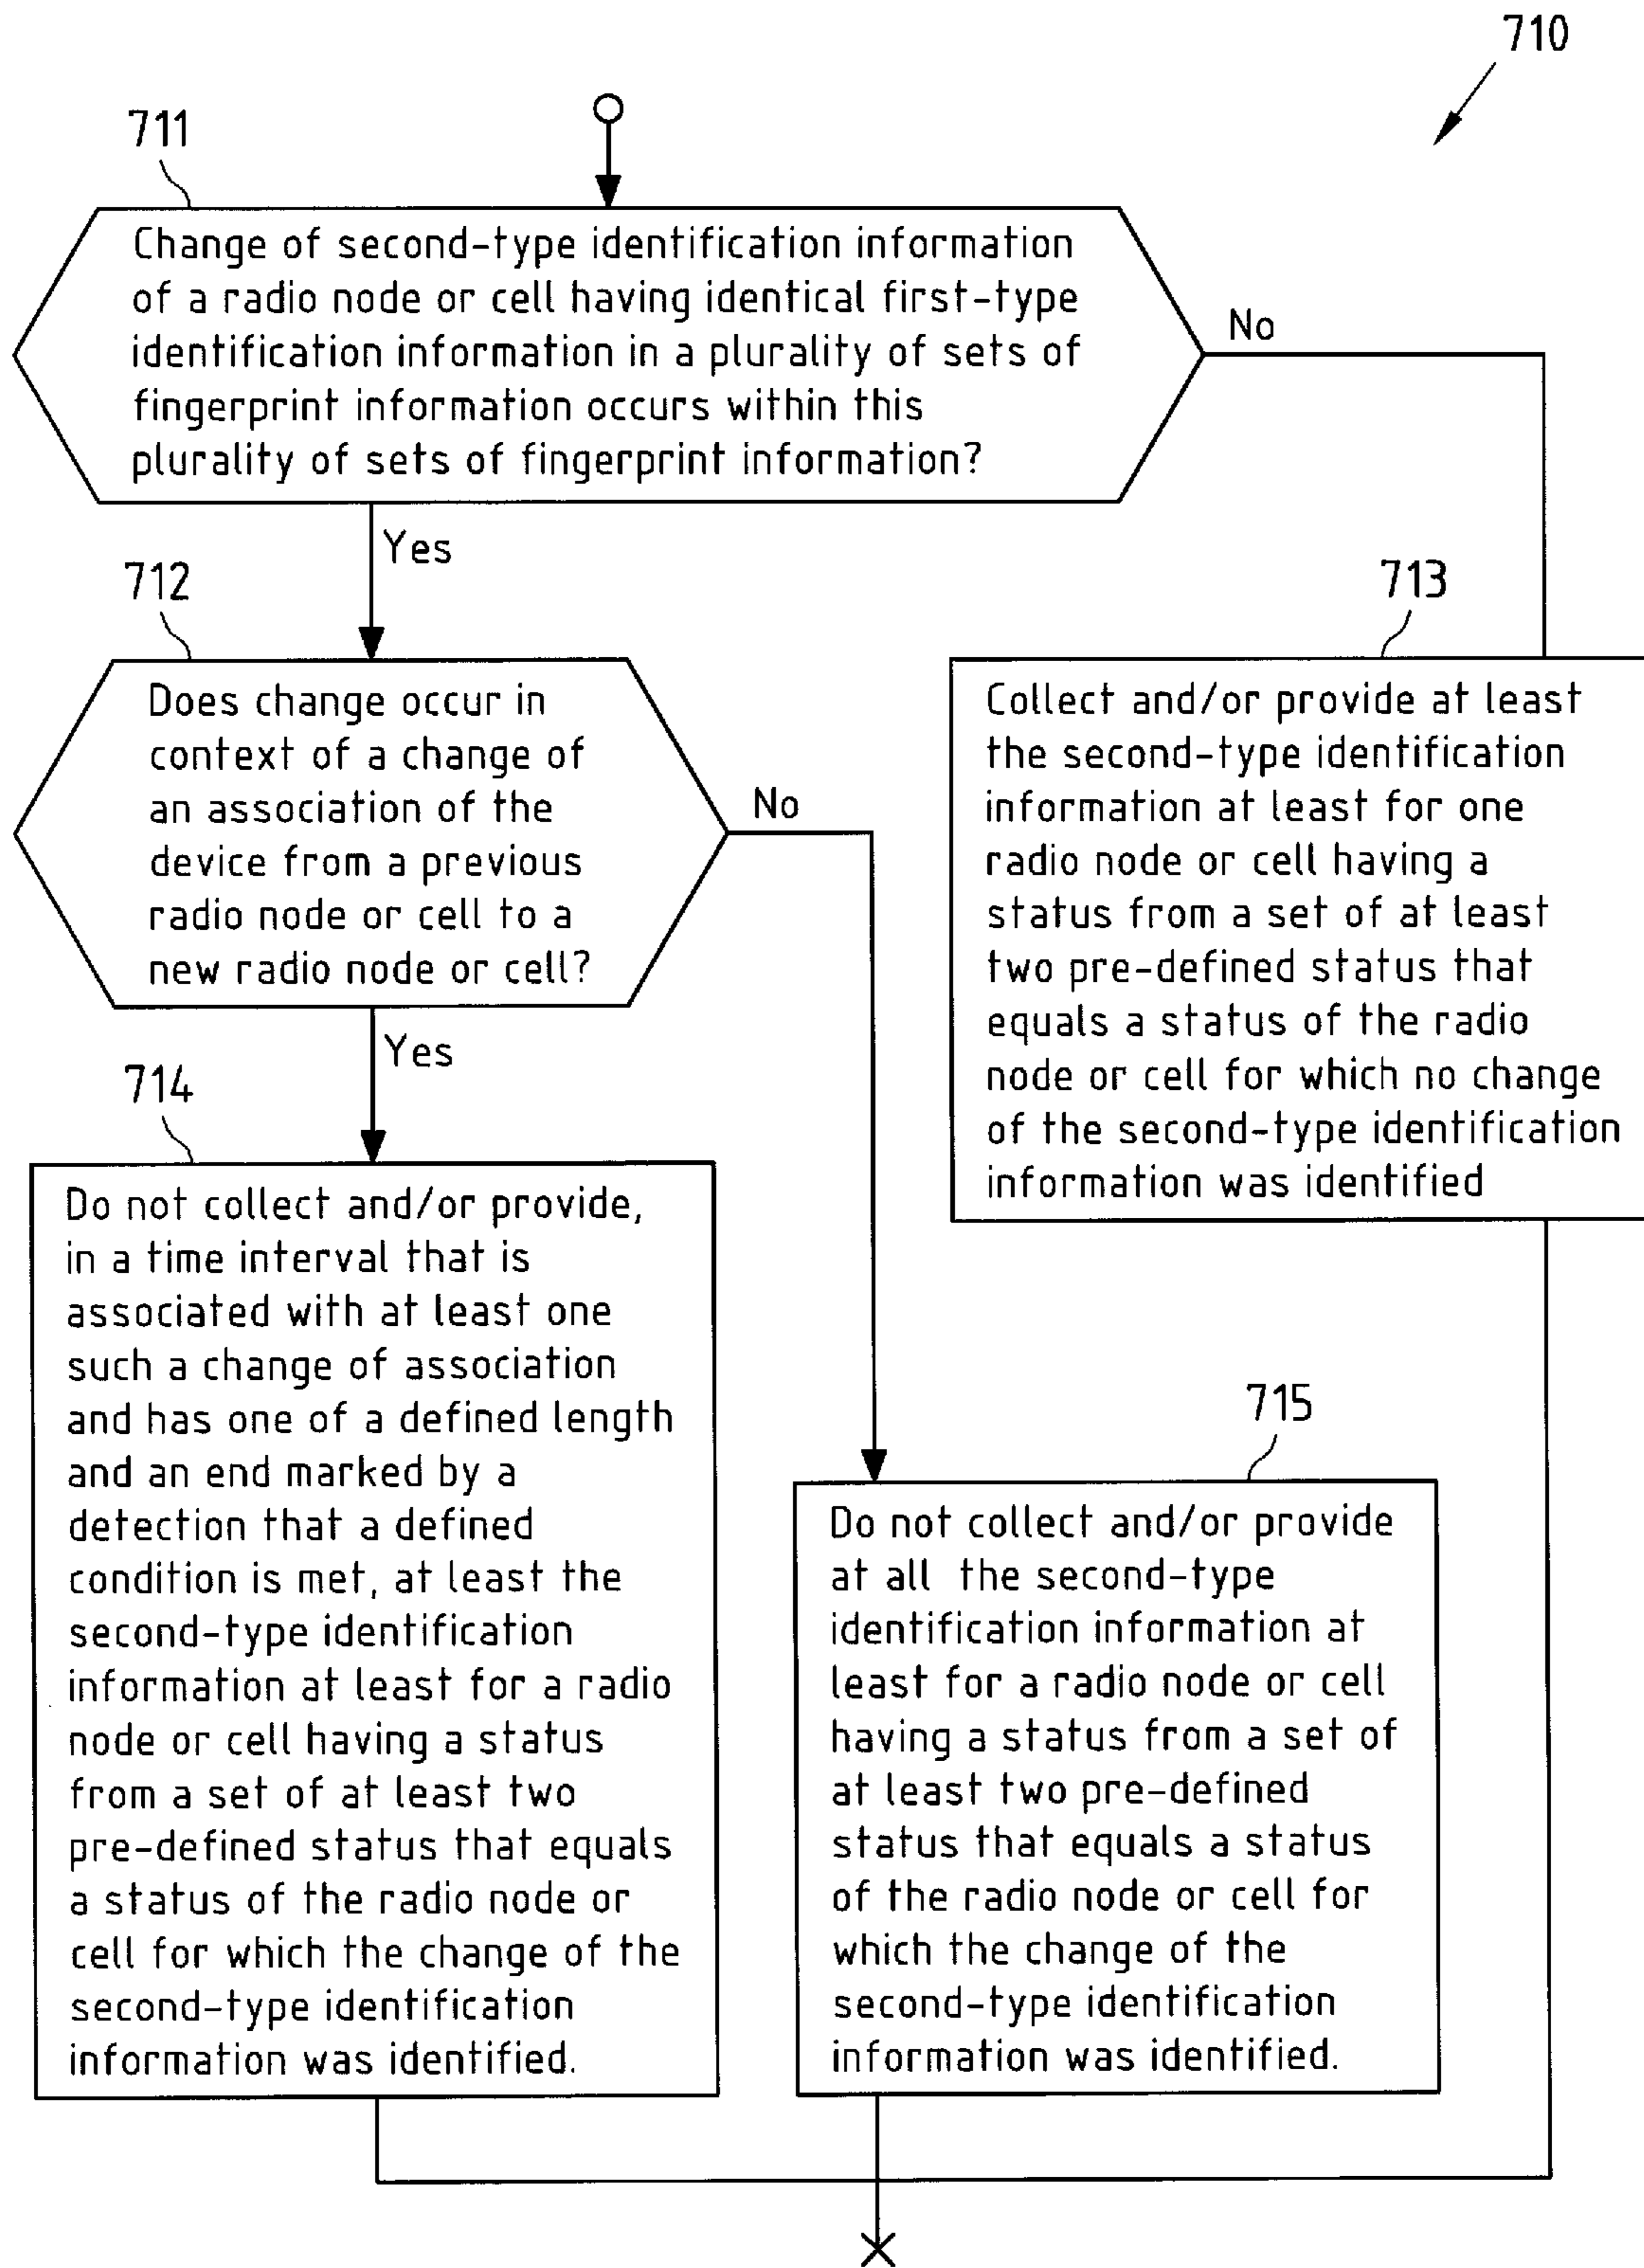 710
711
Change of second-type identification information
of a radio node or cell having identical first-type
identification information in a plurality of sets of
fingerprint information occurs within this
plurality of sets of fingerprint information?
No
Yes
712
Does change occur in
context of a change of
an association of the
device from a previous
radio node or cell to a
new radio node or cell?
No
Yes
713
Collect and/or provide at least
the second-type identification
information at least for one
radio node or cell having a
status from a set of at least
two pre-defined status that
equals a status of the radio
node or cell for which no change
of the second-type identification
information was identified
714
Do not collect and/or provide,
in a time interval that is
associated with at least one
such a change of association
and has one of a defined length
and an end marked by a
detection that a defined
condition is met, at least the
second-type identification
information at least for a radio
node or cell having a status
from a set of at least two
pre-defined status that equals
a status of the radio node or
cell for which the change of the
second-type identification
information was identified.
715
Do not collect and/or provide
at all the second-type
identification information at
least for a radio node or cell
having a status from a set of
at least two pre-defined
status that equals a status
of the radio node or cell for
which the change of the
second-type identification
information was identified.